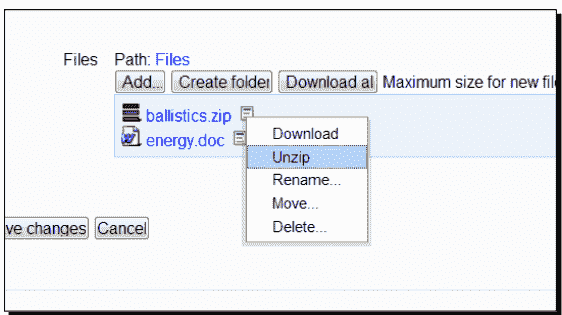 Files Path: Files
Add... Create folder Download al Maximum size for new fil
ballistics.zip
energy.doc
Download
Unzip
Rename...
Move...
Delete...
ve changes Cancel